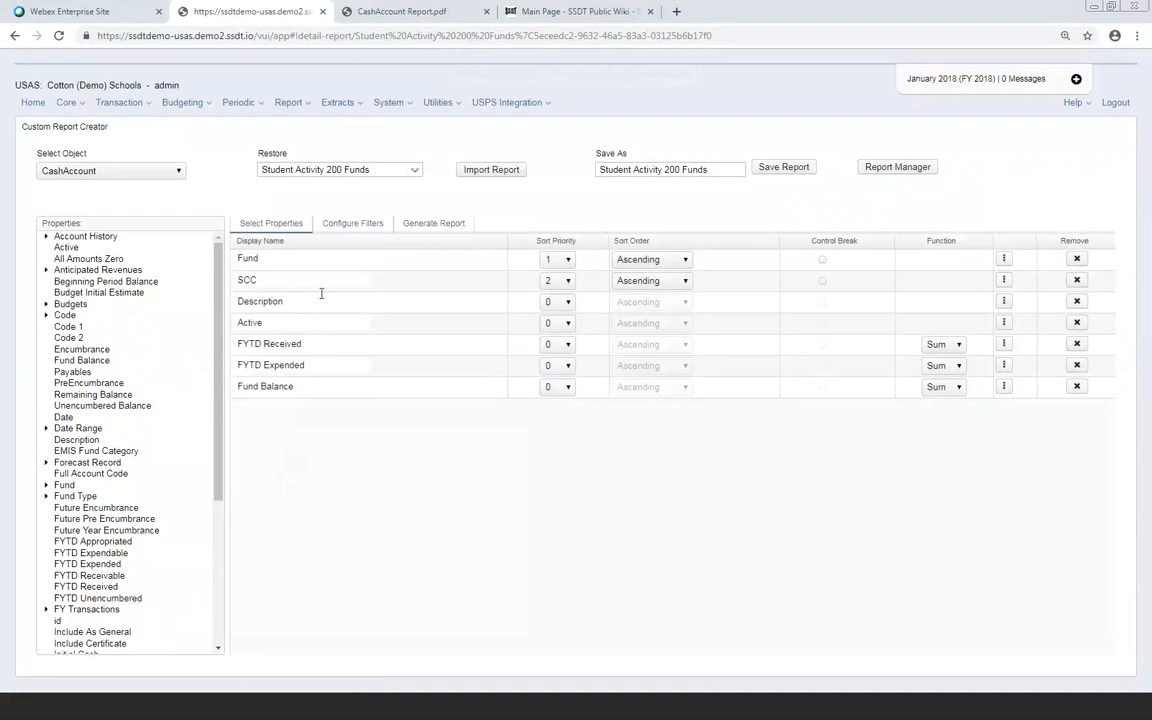 Webex Enterprise Site
https://ssdtdemo-usas.demo2.ss
CashAccount Report.pdf
Main Page - SSDT Public Wiki -
https://ssdtdemo-usas.demo2.ssdt.io/vui/app#!detail-report/Student%20Activity%20200%20Funds%7C5eceedc2-9632-46a5-83a3-03125b6b17f0
USAS: Cotton (Demo) Schools - admin
January 2018 (FY 2018) | 0 Messages
Home Core Transaction Budgeting Periodic Report Extracts System Utilities USPS Integration Help Logout
Custom Report Creator
Select Object Restore Save As
CashAccount Student Activity 200 Funds Import Report Student Activity 200 Funds Save Report Report Manager
Properties:
Account History
Active
All Amounts Zero
Anticipated Revenues
Beginning Period Balance
Budget Initial Estimate
Budgets
Code
Code 1
Code 2
Encumbrance
Fund Balance
Payables
PreEncumbrance
Remaining Balance
Unencumbered Balance
Date
Date Range
Description
EMIS Fund Category
Forecast Record
Full Account Code
Fund
Fund Type
Future Encumbrance
Future Pre Encumbrance
Future Year Encumbrance
FYTD Appropriated
FYTD Expendable
FYTD Expended
FYTD Receivable
FYTD Received
FYTD Unencumbered
FY Transactions
id
Include As General
Include Certificate
Select Properties Configure Filters Generate Report
Display Name Sort Priority Sort Order Control Break Function Remove
Fund 1 Ascending
SCC 2 Ascending
Description 0 Ascending
Active 0 Ascending
FYTD Received 0 Ascending Sum
FYTD Expended 0 Ascending Sum
Fund Balance 0 Ascending Sum